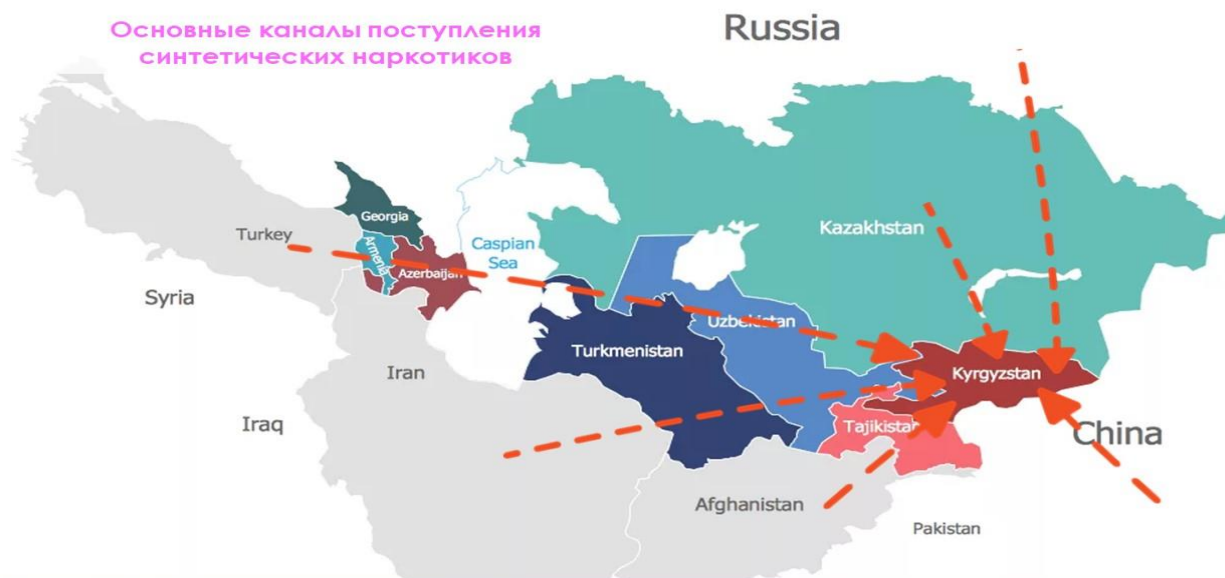 Основные каналы поступления
синтетических наркотиков
Russia
Georgia
Turkey
Armenia
Azerbaijan
Caspian
Sea
Kazakhstan
Syria
Uzbekistan
Turkmenistan
Iran
Kyrgyzstan
Iraq
Tajikistan
China
Afghanistan
Pakistan